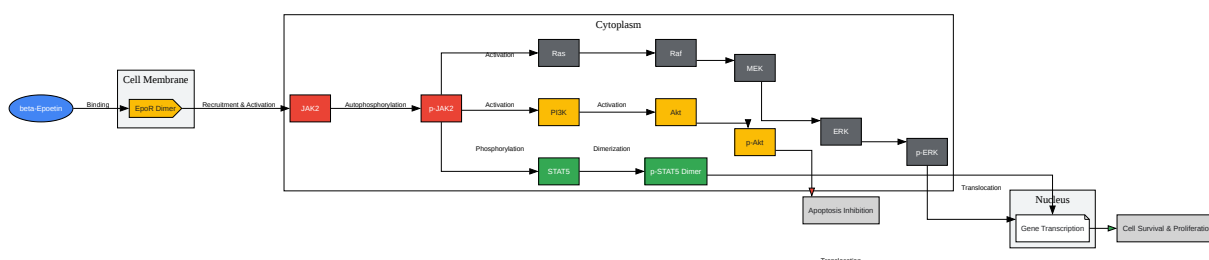 Cytoplasm
Activation
Ras
Raf
MEK
Cell Membrane
beta-Epoetin
Binding
EpoR Dimer
Recruitment & Activation
JAK2
Autophosphorylation
p-JAK2
Activation
PI3K
Activation
Akt
p-Akt
ERK
p-ERK
Phosphorylation
STAT5
Dimerization
p-STAT5 Dimer
Translocation
Apoptosis Inhibition
Nucleus
Gene Transcription
Cell Survival & Proliferatio
Translocation